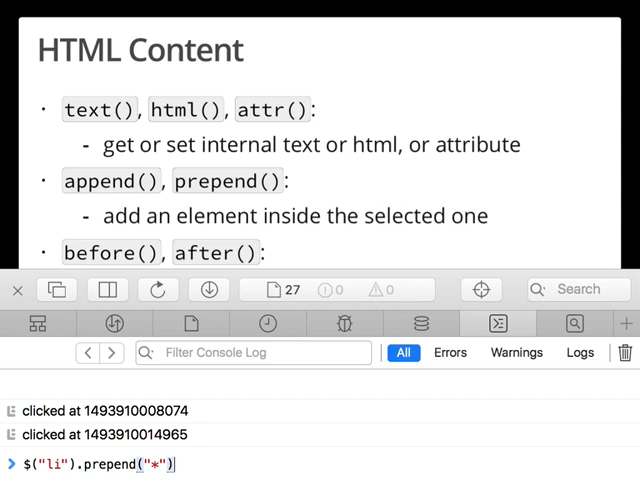 HTML Content
· text(), html(), attr():
- get or set internal text or html, or attribute
· append(), prepend():
- add an element inside the selected one
· before(), after():
27 0 0 Search
Filter Console Log All Errors Warnings Logs
clicked at 1493910008074
clicked at 1493910014965
> $("li").prepend("*")